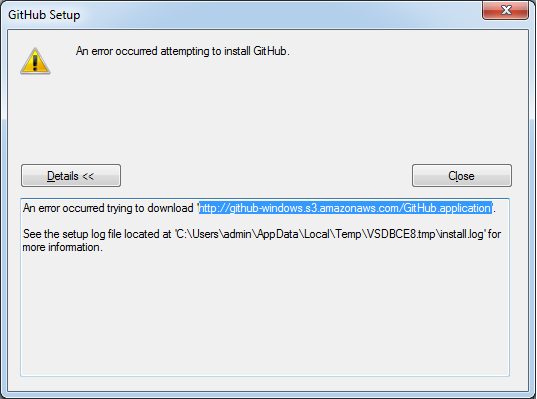 GitHub Setup
An error occurred attempting to install GitHub.
Details <<
Close
An error occurred trying to download 'http://github-windows.s3.amazonaws.com/GitHub.application'.
See the setup log file located at 'C:\Users\admin\AppData\Local\Temp\VSDBCE8.tmp\install.log' for
more information.